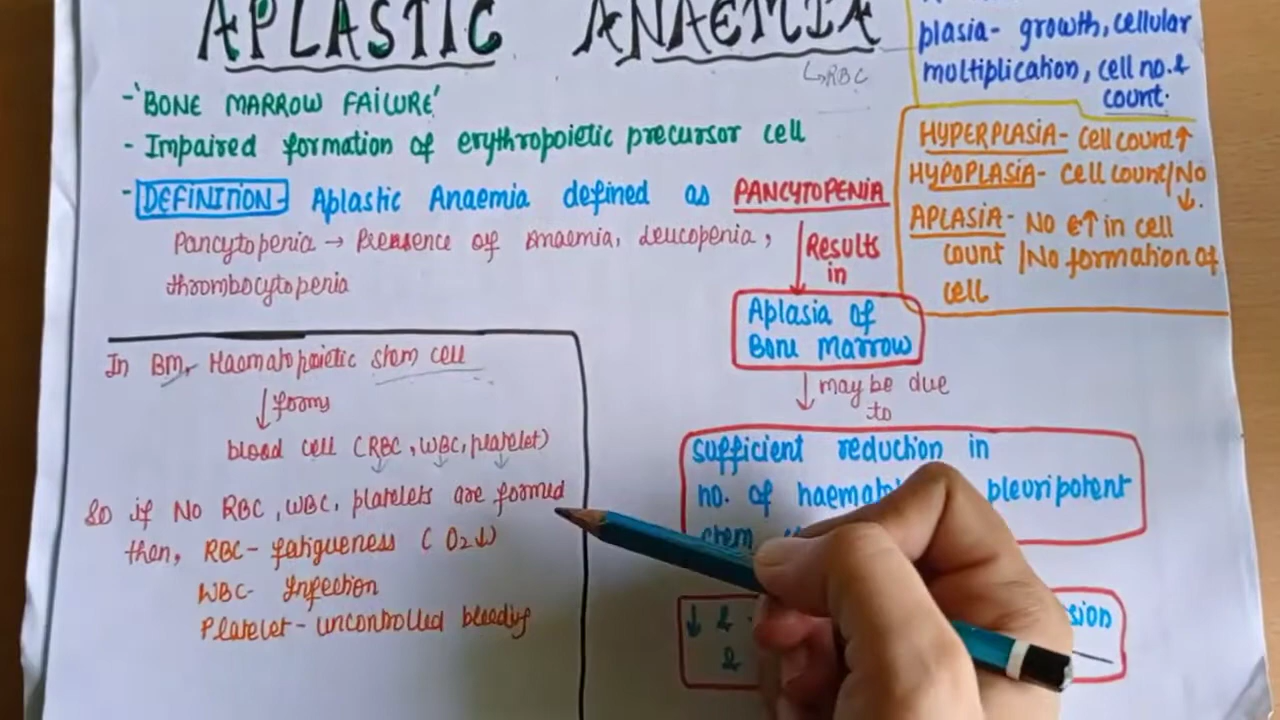 APLASTIC ANAEMIA
↳RBC
-'BONE MARROW FAILURE'
- Impaired formation of erythropoietic precursor cell
- DEFINITION- Aplastic Anaemia defined as PANCYTOPENIA
Pancytopenia → Presense of anaemia, leucopenia,
thrombocytopenia
plasia- growth, cellular
multiplication, cell no. &
count.
HYPERPLASIA- Cell count↑
HYPOPLASIA- Cell count/No
↓.
APLASIA- No ↑ in cell
count /No formation of
cell
↓ Results
in
Aplasia of
Bone Marrow
↓ may be due
to
sufficient reduction in
no. of pleuripotent
stem
↓ &
&
In BM, Haematopoietic stem cell
↓ forms
blood cell (RBC, WBC, platelet)
So if No RBC, WBC, platelets are formed
then, RBC- fatigueness ( O2↓)
WBC- Infection
Platelet- uncontrolled bleeding